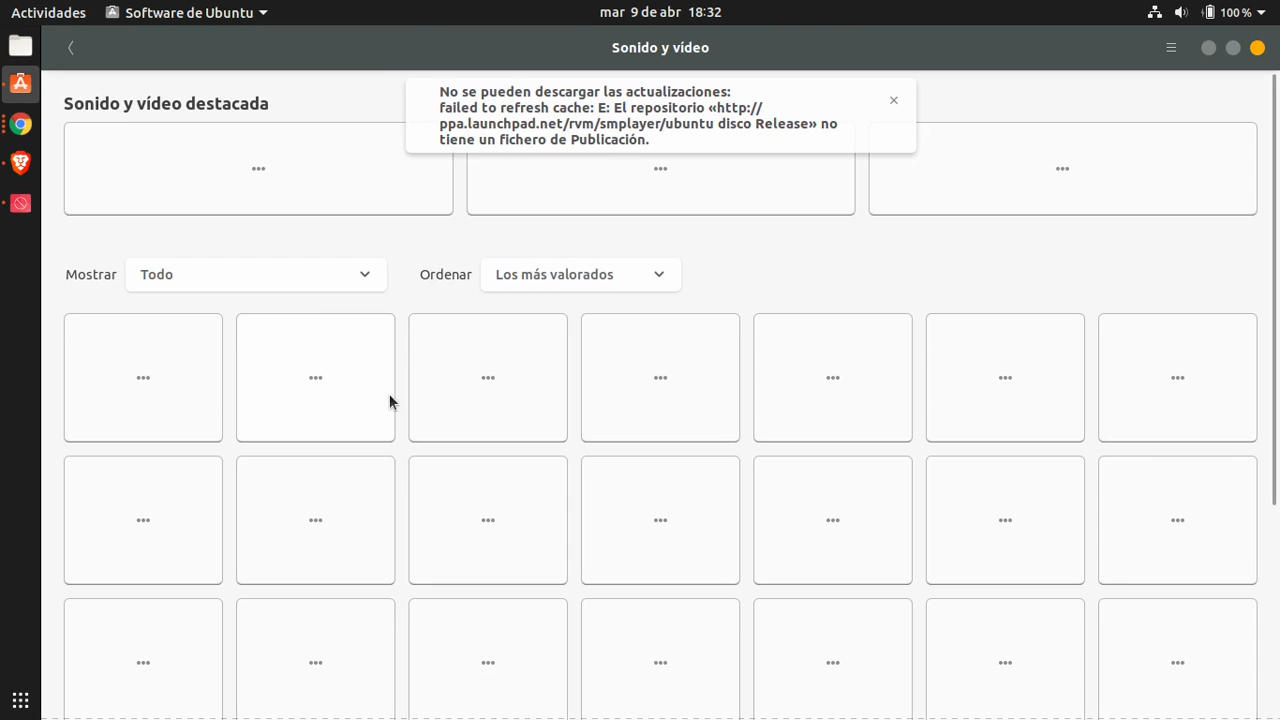 Actividades Software de Ubuntu mar 9 de abr 18:32 100 %
Sonido y vídeo
Sonido y vídeo destacada
No se pueden descargar las actualizaciones:
failed to refresh cache: E: El repositorio «http://
ppa.launchpad.net/rvm/smplayer/ubuntu disco Release» no
tiene un fichero de Publicación.
Mostrar Todo Ordenar Los más valorados